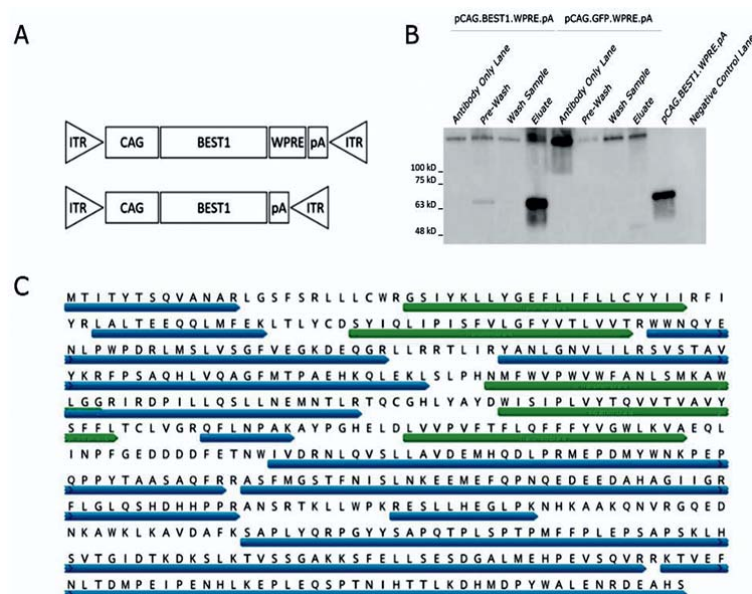 A
ITR CAG BEST1 WPRE pA ITR
ITR CAG BEST1 pA ITR
B
pCAG.BEST1.WPRE.pA pCAG.GFP.WPRE.pA
Antibody Only Lane
Pre-Wash
Wash Sample
Eluate
Antibody Only Lane
Pre-Wash
Wash Sample
Eluate
pCAG.BEST1.WPRE.pA
Negative Control Lane
100 kD
75 kD
63 kD
48 kD
C
MTITYTSQVANARLGSFSRLLLCWRGSIYKLLYGEFLIFLLCYYIIRFI
YRLALTEEQQLMFEKLTLYCDSYIQLIPISFVLGFYVTLVVTRWWNQYE
NLPWPDRLMSLVSGFVEGKDEQGRLLRRTLIRYANLGNVLILRSVSTAV
YKRFPSAQHLVQAGFMTPAEHKQLEKLSLPHNMFWVPWVWFANLSMKAW
LGGRIRDPILLQSLLNEMNTLRTQCGHLYAYDWISIPLVYTQVVTVAVY
SFFLTCLVGRQFLNPAKAYPGHELDLVVPVFTFLQFFFYVGWLKVAEQL
INPFGEDDDDFETNWIVDRNLQVSLLAVDEMHQDLPRMEPDMYWNKPEP
QPPYTAASAQFRRASFMGSTFNISLNKEEMEFQPNQEDEEDAHAGIIGR
FLGLQSHDHHPPRANSRTKLLWPKRESLLHEGLPKNHKAAKQNVRGQED
NKAWKLKAVDAFKSAPLYQRPGYYSAPQTPLSPTPMFFPLEPSAPSKLH
SVTGIDTKDKSLKTVSSGAKKSFELLSESDGALMEHPEVSQVRRKTVEF
NLTDMPEIPENHLKEPLEQSPTNIHTTLKDHMDPYWALENRDEAHS